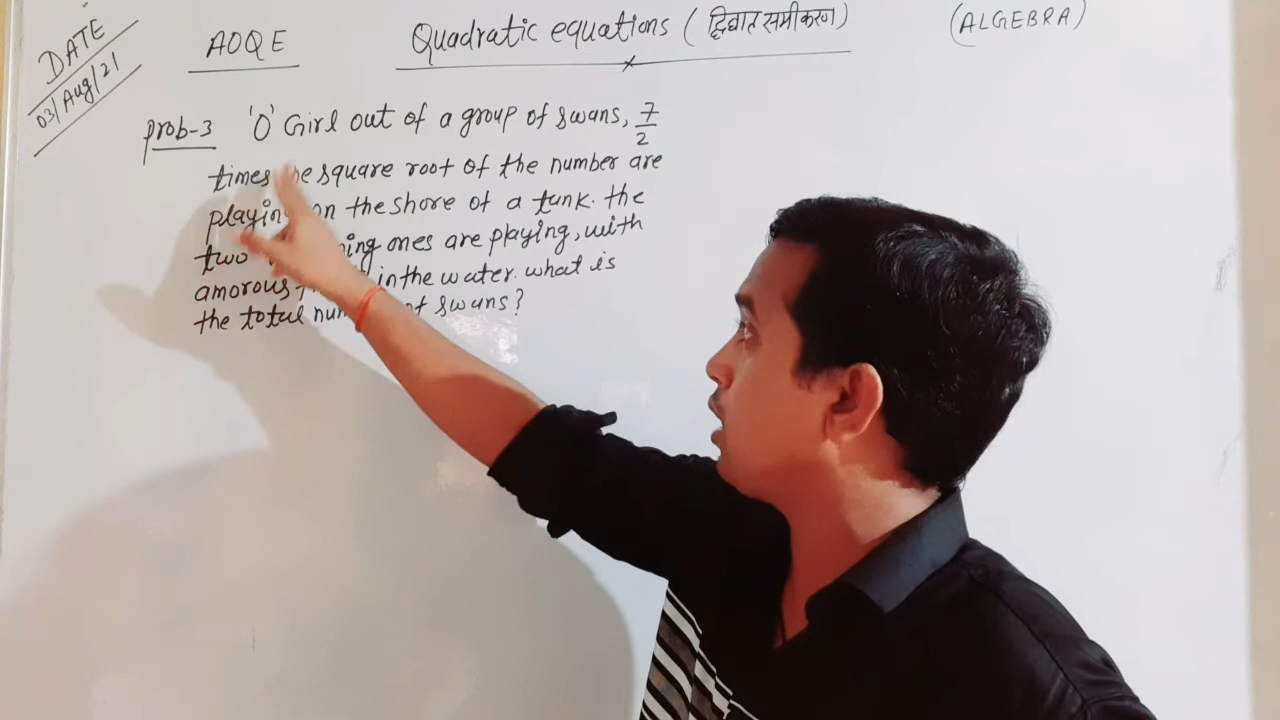 DATE
03/Aug/21
AOQE
Quadratic equations (द्विघात समीकरण)
(ALGEBRA)
prob-3 'O' Girl out of a group of swans, 7/2
times square root of the number are
playing on the shore of a tank. the
two ones are playing, with
amorous in the water. what is
the total of swans?